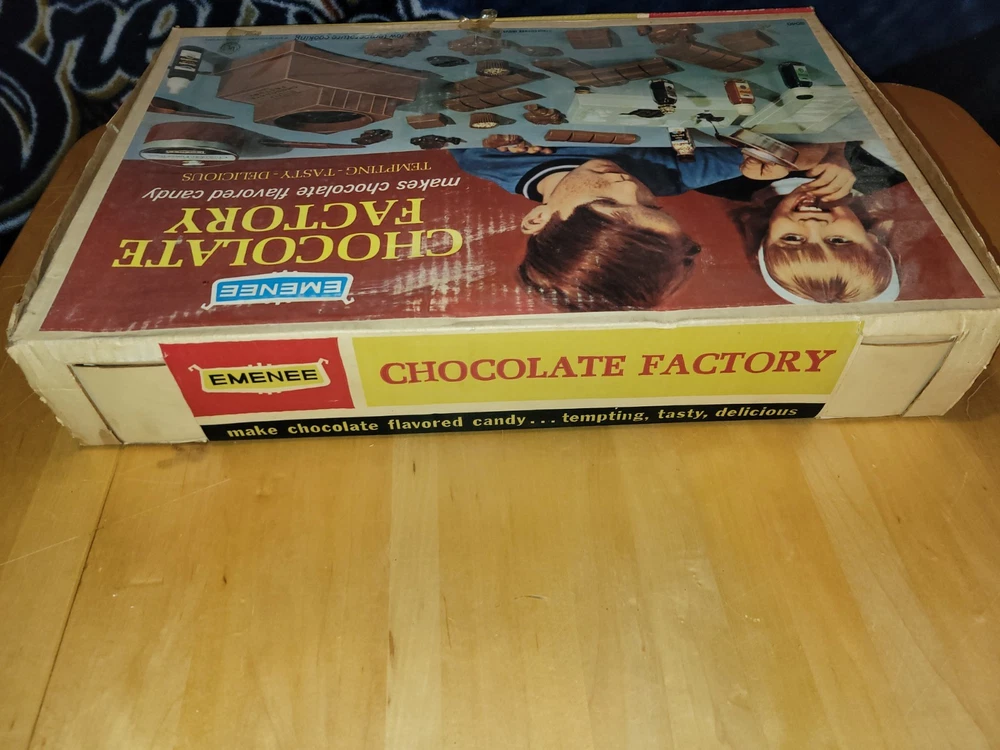 EMENEE
CHOCOLATE
FACTORY
makes chocolate flavored candy
TEMPTING - TASTY - DELICIOUS
EMENEE
CHOCOLATE FACTORY
make chocolate flavored candy... tempting, tasty, delicious